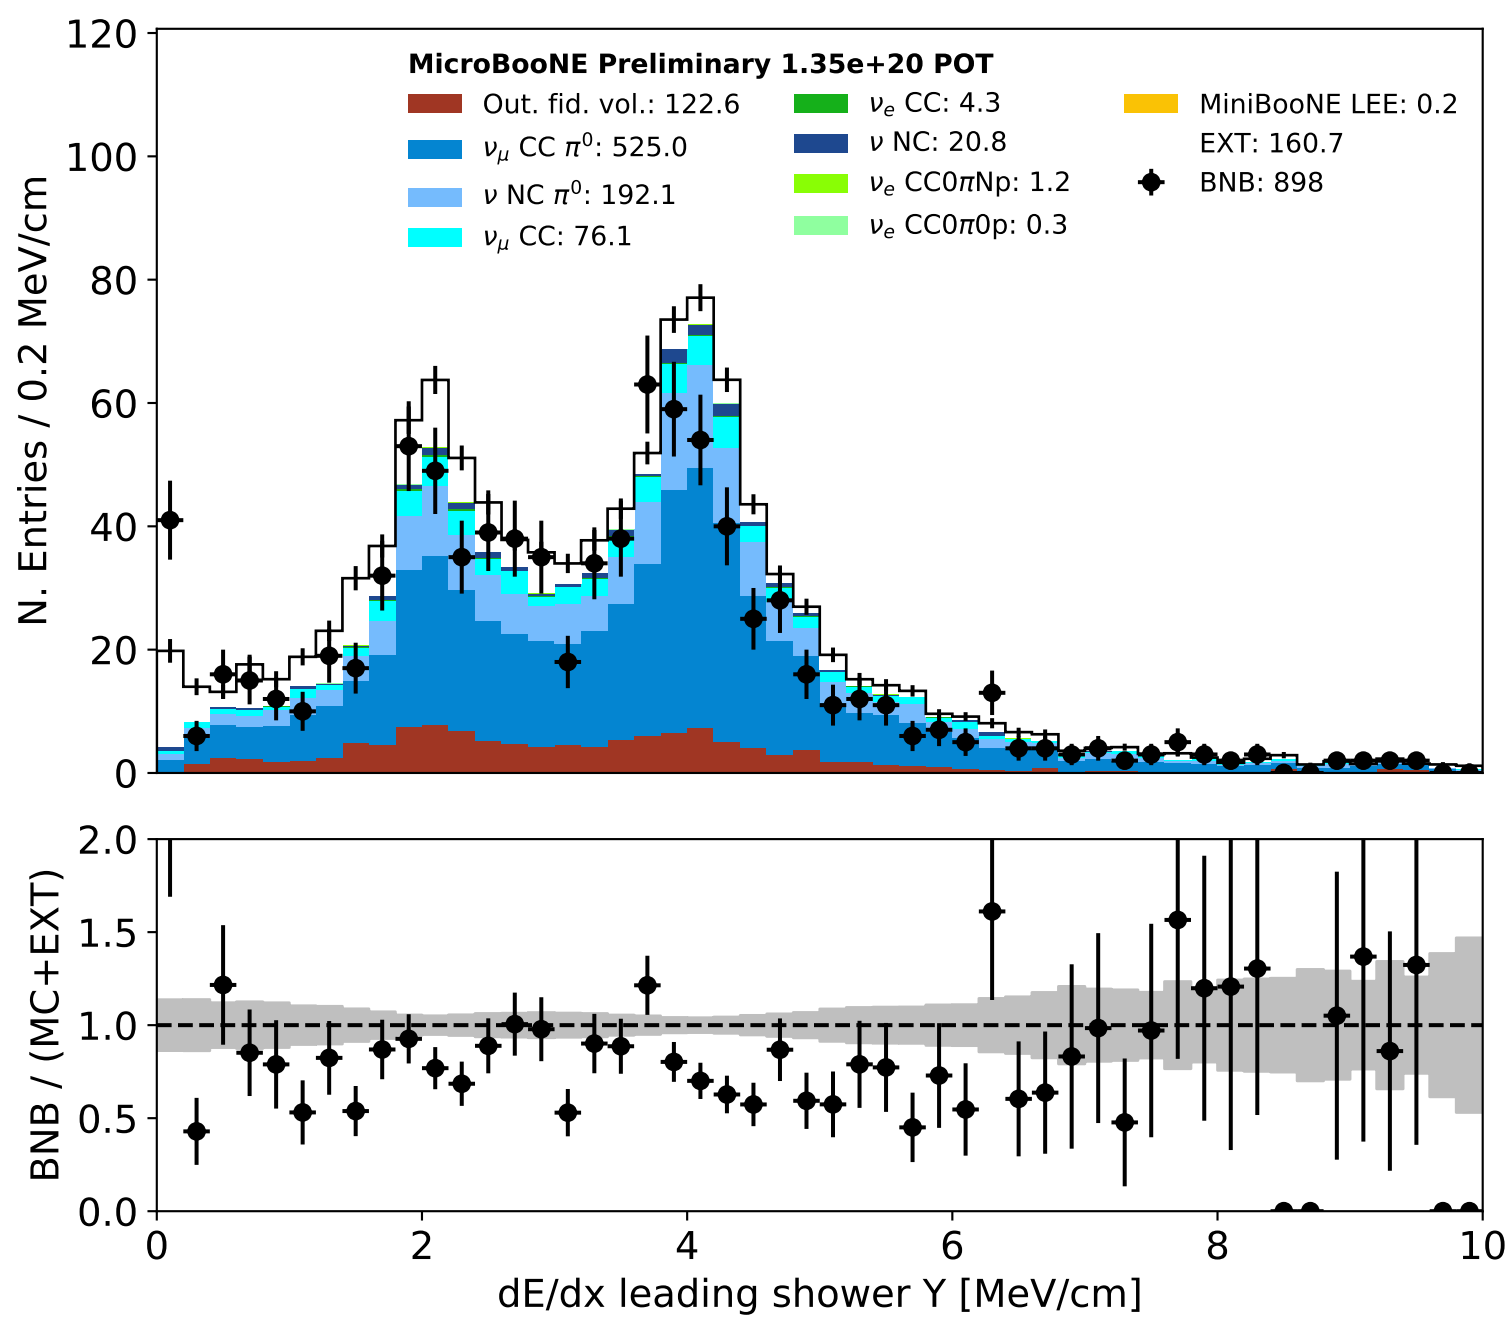 MicroBooNE Preliminary 1.35e+20 POT
Out. fid. vol.: 122.6
νμ CC π⁰: 525.0
ν NC π⁰: 192.1
νμ CC: 76.1
νe CC: 4.3
ν NC: 20.8
νe CC0πNp: 1.2
νe CC0π0p: 0.3
MiniBooNE LEE: 0.2
EXT: 160.7
BNB: 898
N. Entries / 0.2 MeV/cm
120
100
80
60
40
20
0
BNB / (MC+EXT)
2.0
1.5
1.0
0.5
0.0
0 2 4 6 8 10
dE/dx leading shower Y [MeV/cm]